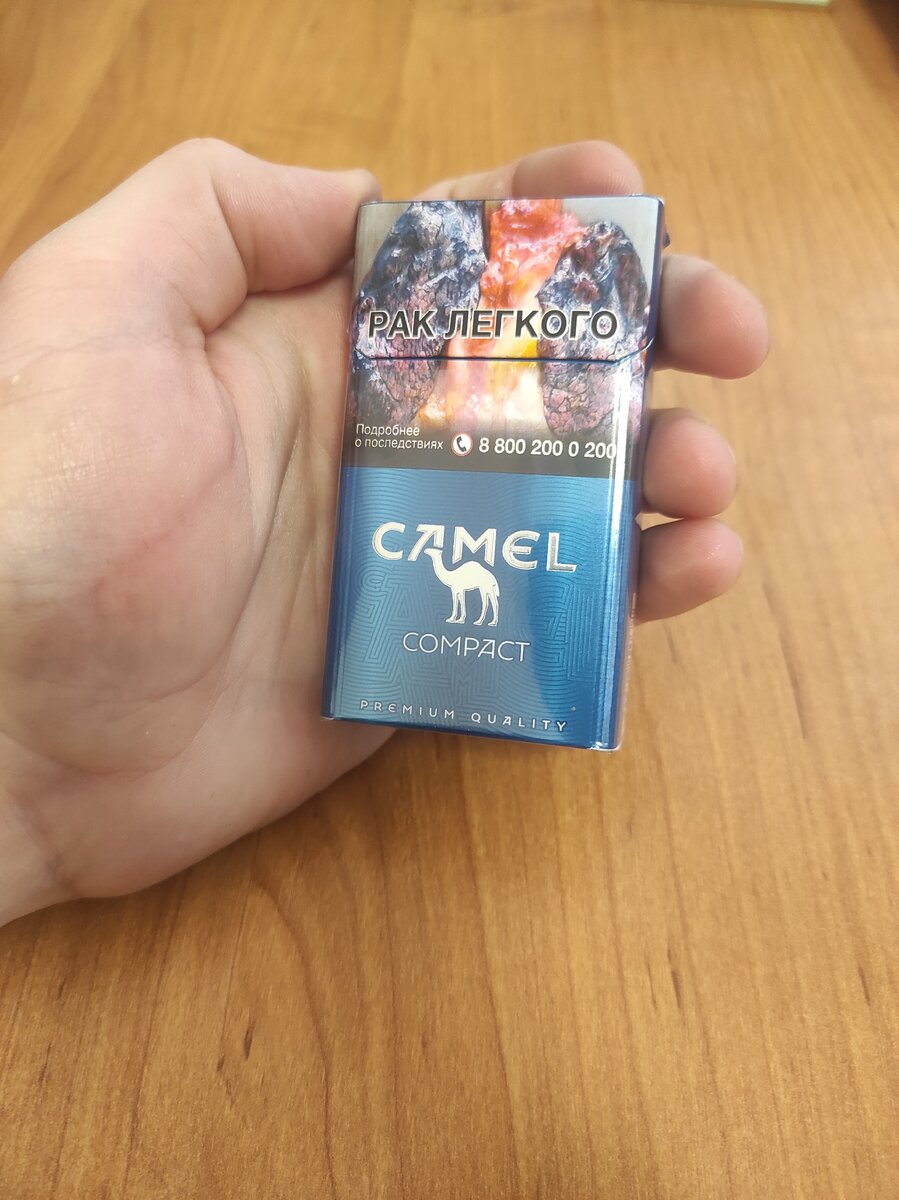 РАК ЛЕГКОГО
Подробнее
о последствиях
8 800 200 0 200
CAMEL
COMPACT
PREMIUM QUALITY